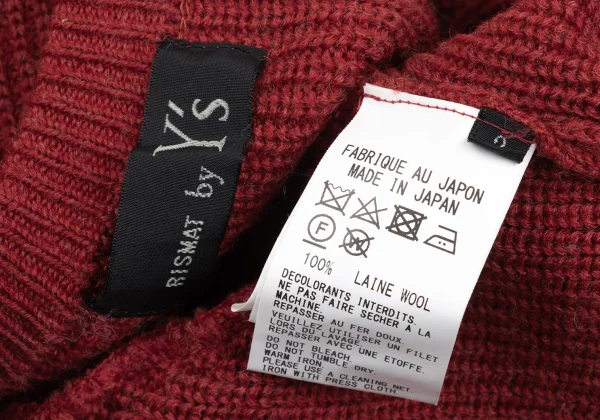 Y's
RISMAT by
FABRIQUE AU JAPON
MADE IN JAPAN
F
100% LAINE WOOL
DECOLORANTS INTERDITS.
NE PAS FAIRE SECHER A LA
MACHINE
REPASSER AU FER DOUX.
VEUILLEZ UTILISER UN FILET
LORS DU LAVAGE.
REPASSER AVEC UNE ETOFFE.
DO NOT BLEACH.
DO NOT TUMBLE DRY.
WARM IRON
PLEASE USE A CLEANING NET.
IRON WITH PRESS CLOTH